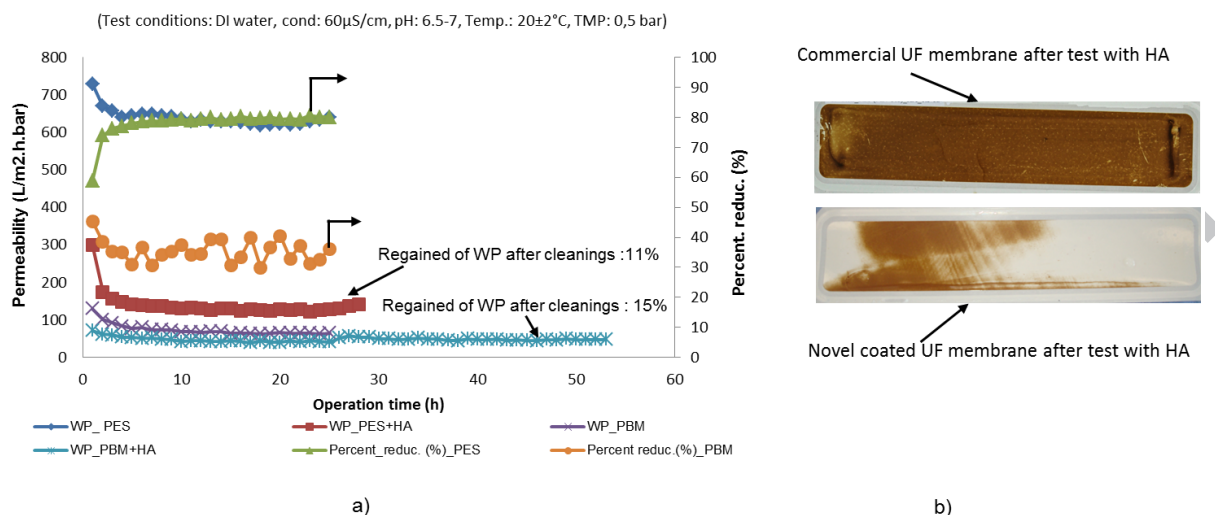 (Test conditions: DI water, cond: 60µS/cm, pH: 6.5-7, Temp.: 20±2°C, TMP: 0,5 bar)
800
700
600
500
400
300
200
100
0
Permeability (L/m2.h.bar)
100
90
80
70
60
50
40
30
20
10
0
Percent. reduc. (%)
Regained of WP after cleanings :11%
Regained of WP after cleanings : 15%
0 10 20 30 40 50 60
Operation time (h)
WP_ PES WP_PES+HA WP_PBM
WP_PBM+HA Percent_reduc. (%)_PES Percent reduc.(%)_PBM
a)
Commercial UF membrane after test with HA
Novel coated UF membrane after test with HA
b)